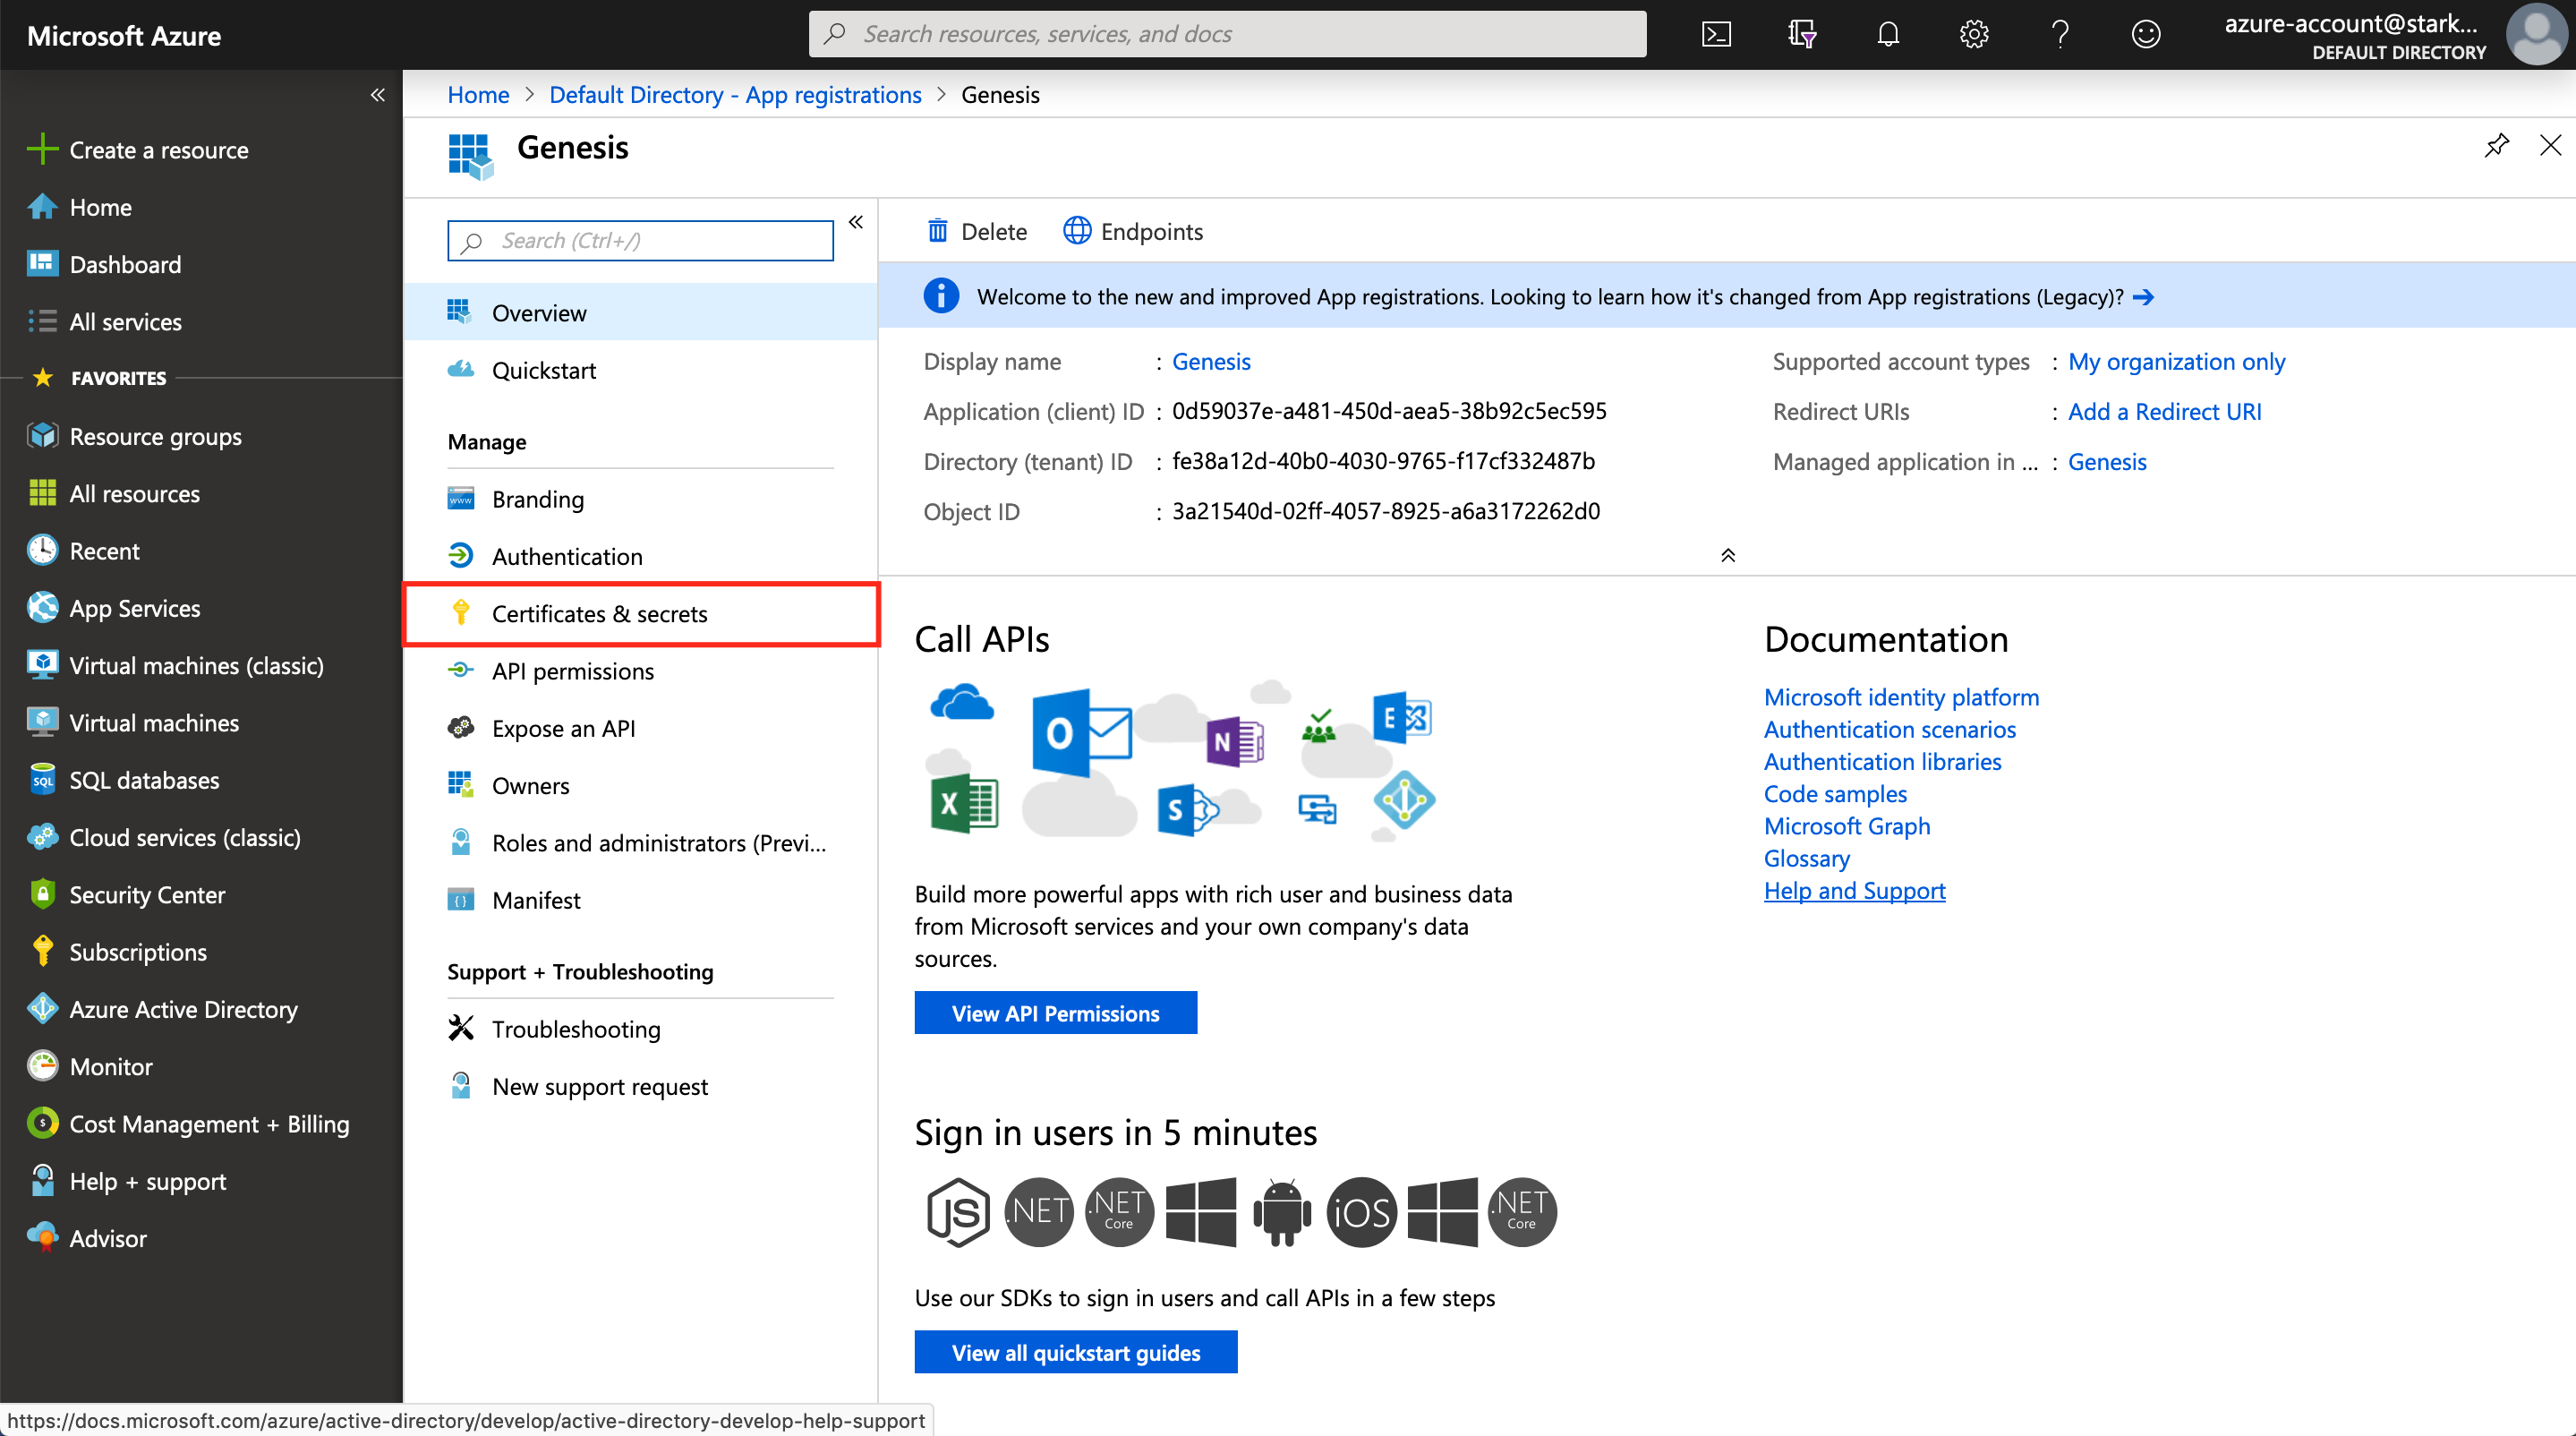 Microsoft Azure
Search resources, services, and docs
azure-account@stark...
DEFAULT DIRECTORY
Create a resource
Home
Dashboard
All services
FAVORITES
Resource groups
All resources
Recent
App Services
Virtual machines (classic)
Virtual machines
SQL
SQL databases
Cloud services (classic)
Security Center
Subscriptions
Azure Active Directory
Monitor
Cost Management + Billing
Help + support
Advisor
Home > Default Directory - App registrations > Genesis
Genesis
Search (Ctrl+/)
Overview
Quickstart
Manage
www
Branding
Authentication
Certificates & secrets
API permissions
Expose an API
Owners
Roles and administrators (Previ...
Manifest
Support + Troubleshooting
Troubleshooting
New support request
Delete
Endpoints
Welcome to the new and improved App registrations. Looking to learn how it's changed from App registrations (Legacy)?
Display name : Genesis
Application (client) ID : 0d59037e-a481-450d-aea5-38b92c5ec595
Directory (tenant) ID : fe38a12d-40b0-4030-9765-f17cf332487b
Object ID : 3a21540d-02ff-4057-8925-a6a3172262d0
Supported account types : My organization only
Redirect URIs : Add a Redirect URI
Managed application in ... : Genesis
Call APIs
O
N
E
X
S
Build more powerful apps with rich user and business data
from Microsoft services and your own company's data
sources.
View API Permissions
Sign in users in 5 minutes
JS
.NET
.NET
Core
iOS
.NET
Core
Use our SDKs to sign in users and call APIs in a few steps
View all quickstart guides
Documentation
Microsoft identity platform
Authentication scenarios
Authentication libraries
Code samples
Microsoft Graph
Glossary
Help and Support
https://docs.microsoft.com/azure/active-directory/develop/active-directory-develop-help-support